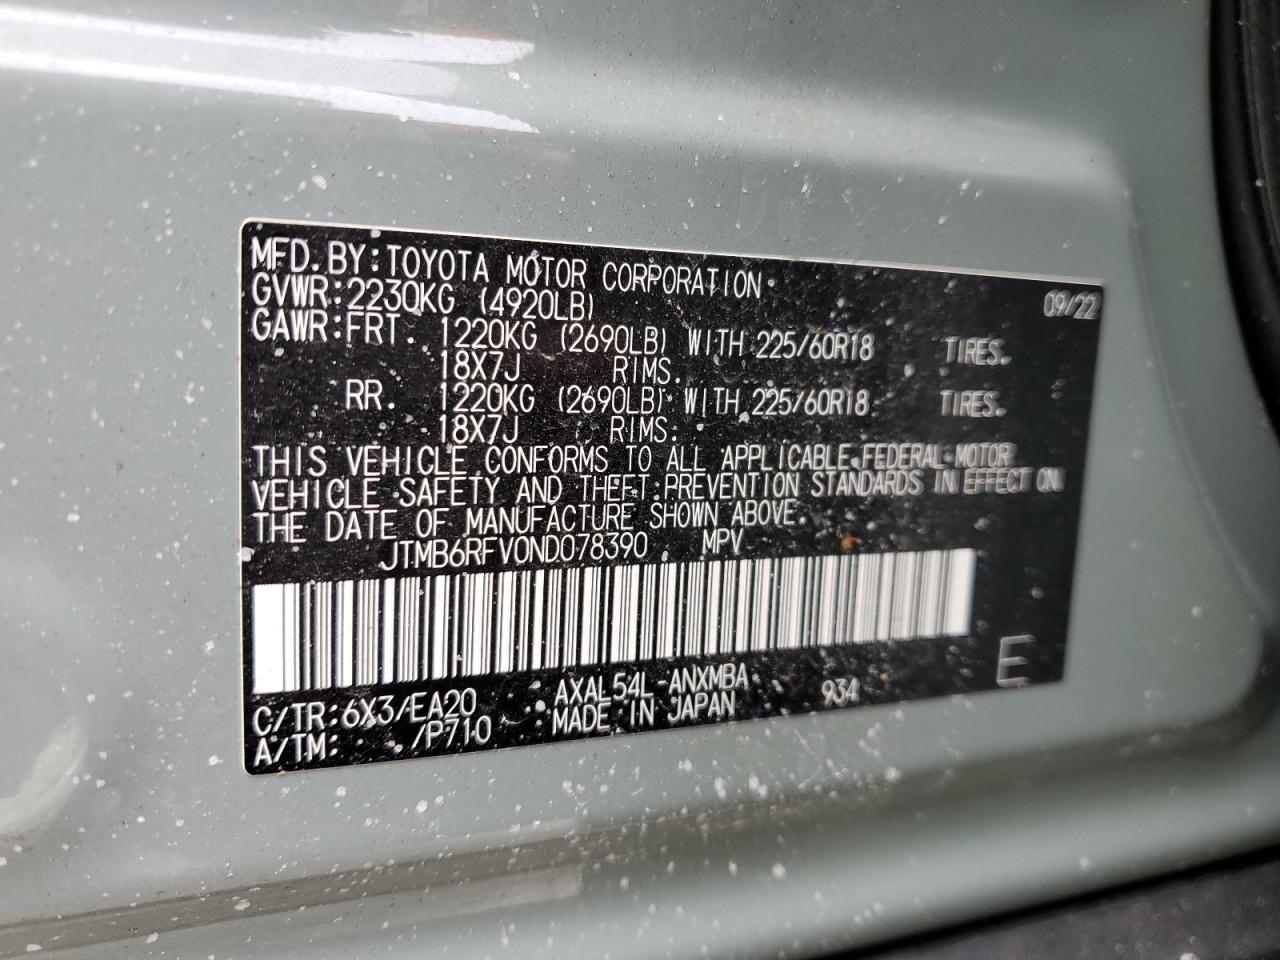 MFD.BY:TOYOTA MOTOR CORPORATION 09/22
GVWR:2230KG (4920LB)
GAWR:FRT. 1220KG (2690LB) WITH 225/60R18 TIRES.
18X7J RIMS.
RR. 1220KG (2690LB) WITH 225/60R18 TIRES.
18X7J RIMS.
THIS VEHICLE CONFORMS TO ALL APPLICABLE FEDERAL MOTOR
VEHICLE SAFETY AND THEFT PREVENTION STANDARDS IN EFFECT ON
THE DATE OF MANUFACTURE SHOWN ABOVE.
JTMB6RFV0ND078390 MPV
E
C/TR:6X3/EA20 AXAL54L-ANXMBA 934
A/TM: /P710 MADE IN JAPAN